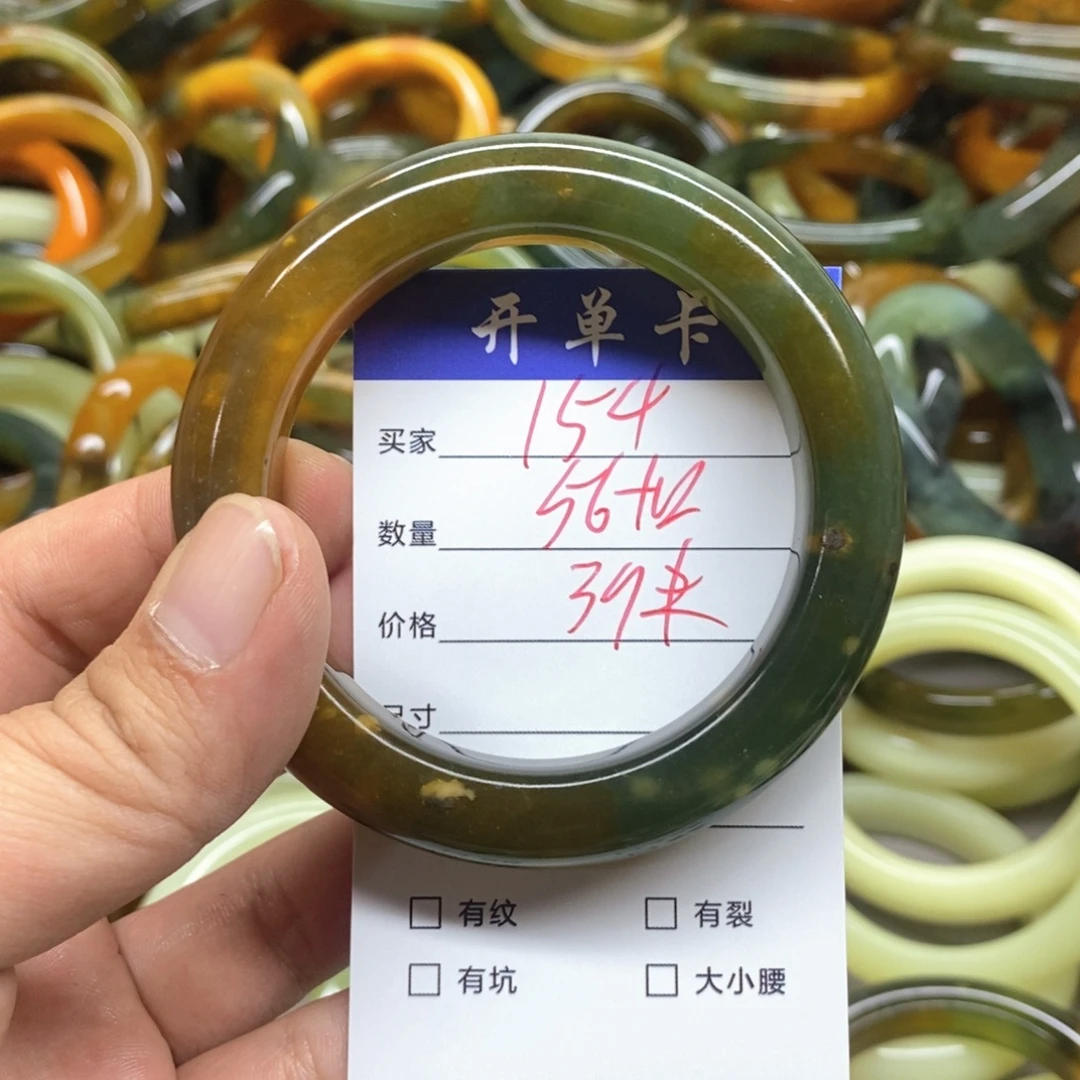 开单卡
买家 154
数量 56
价格 39
尺寸
有纹 有裂
有坑 大小腰